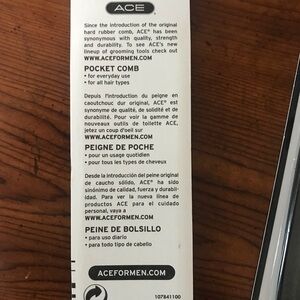 ACE
Since the introduction of the original
hard rubber comb, ACE® has been
synonymous with quality, strength
and durability. To see ACE's new
lineup of grooming tools check out
WWW.ACEFORMEN.COM
POCKET COMB
• for everyday use
• for all hair types
Depuis l'introduction du peigne en
caoutchouc dur original, ACE® est
synonyme de qualité, de solidité et de
durabilité. Pour voir la gamme de
nouveaux outils de toilette ACE,
jetez un coup d'oeil sur
WWW.ACEFORMEN.COM
PEIGNE DE POCHE
• pour un usage quotidien
• pour tous les types de cheveux
Desde la introducción del peine original
de caucho sólido, ACE® ha sido
sinónimo de calidad, fuerza y durabil-
idad. Para ver la nueva línea de
productos ACE para el cuidado
personal, vaya a
WWW.ACEFORMEN.COM
PEINE DE BOLSILLO
• para uso diario
• para todo tipo de cabello
ACEFORMEN.COM
107841100